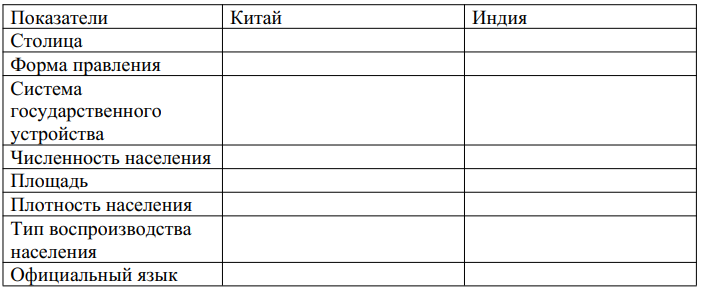 Показатели Китай Индия
Столица
Форма правления
Система
государственного
устройства
Численность населения
Площадь
Плотность населения
Тип воспроизводства
населения
Официальный язык